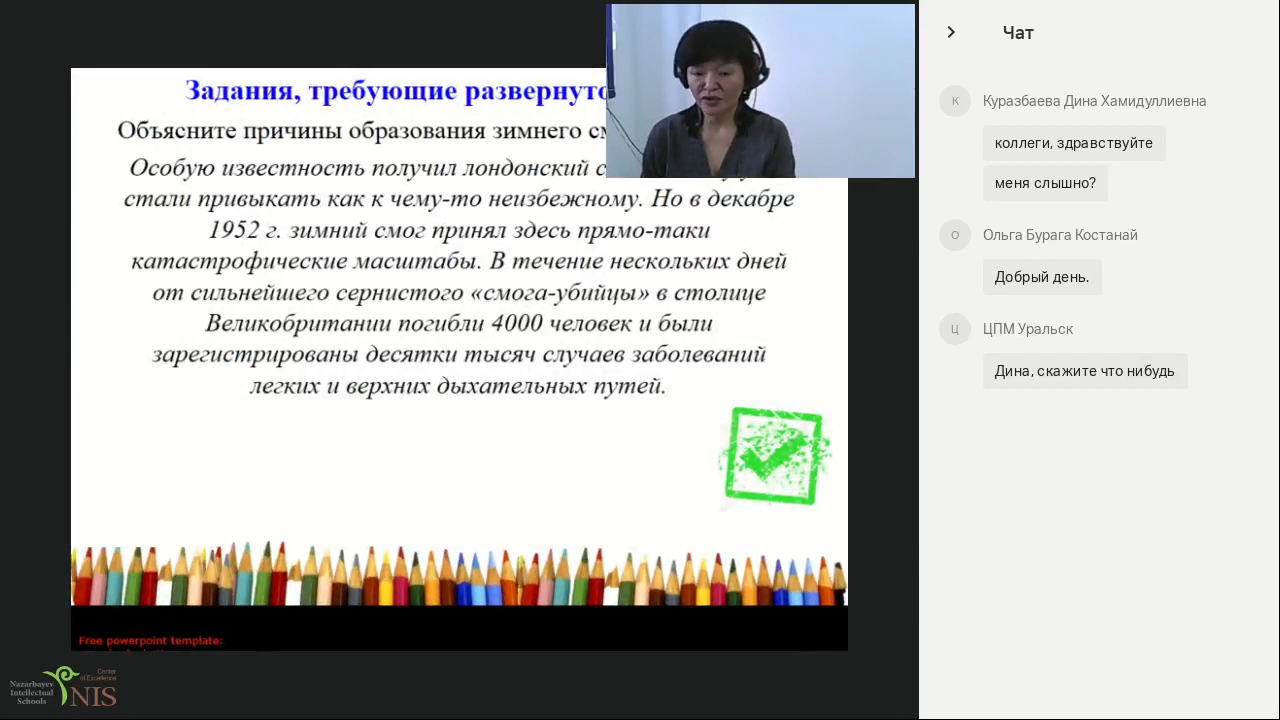 Задания, требующие
Объясните причины образования зимнего
Особую известность получил лондонский
стали привыкать как к чему-то неизбежному. Но в декабре
1952 г. зимний смог принял здесь прямо-таки
катастрофические масштабы. В течение нескольких дней
от сильнейшего сернистого «смога-убийцы» в столице
Великобритании погибли 4000 человек и были
зарегистрированы десятки тысяч случаев заболеваний
легких и верхних дыхательных путей.
Free powerpoint template:
Nazarbayev
Intellectual
Schools
Center
of Excellence
NIS
Чат
К
Куразбаева Дина Хамидуллиевна
коллеги, здравствуйте
меня слышно?
О
Ольга Бурага Костанай
Добрый день.
Ц
ЦПМ Уральск
Дина, скажите что нибудь